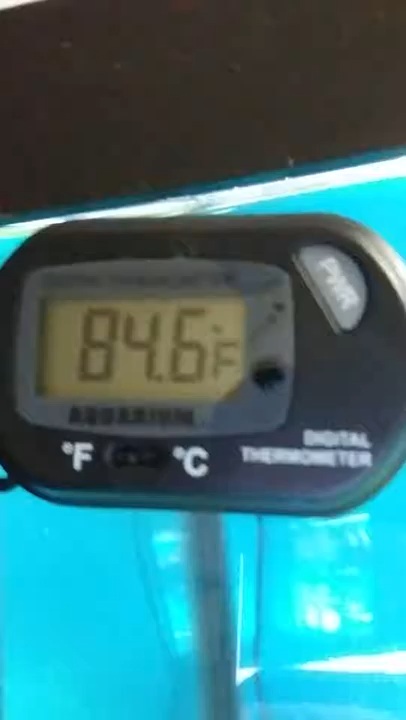 PWR
84.6°F
AQUARIUM
°F °C
DIGITAL
THERMOMETER